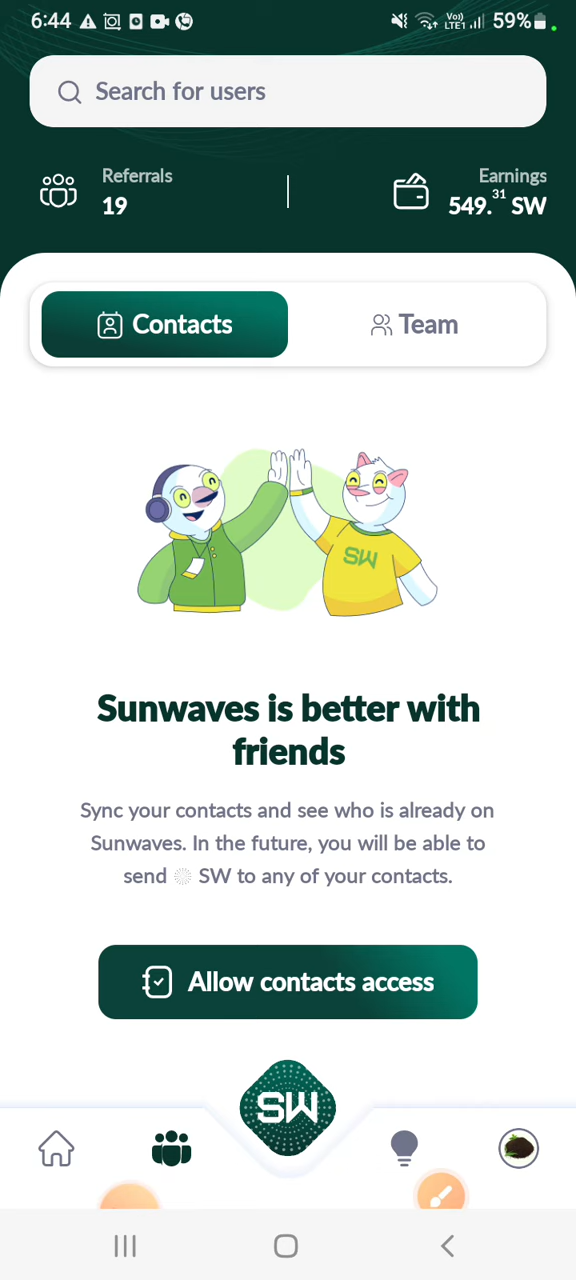 6:44 Vo)) LTE1 59%
Search for users
Referrals
19
Earnings
549.31 SW
Contacts
Team
SW
Sunwaves is better with
friends
Sync your contacts and see who is already on
Sunwaves. In the future, you will be able to
send SW to any of your contacts.
Allow contacts access
SW